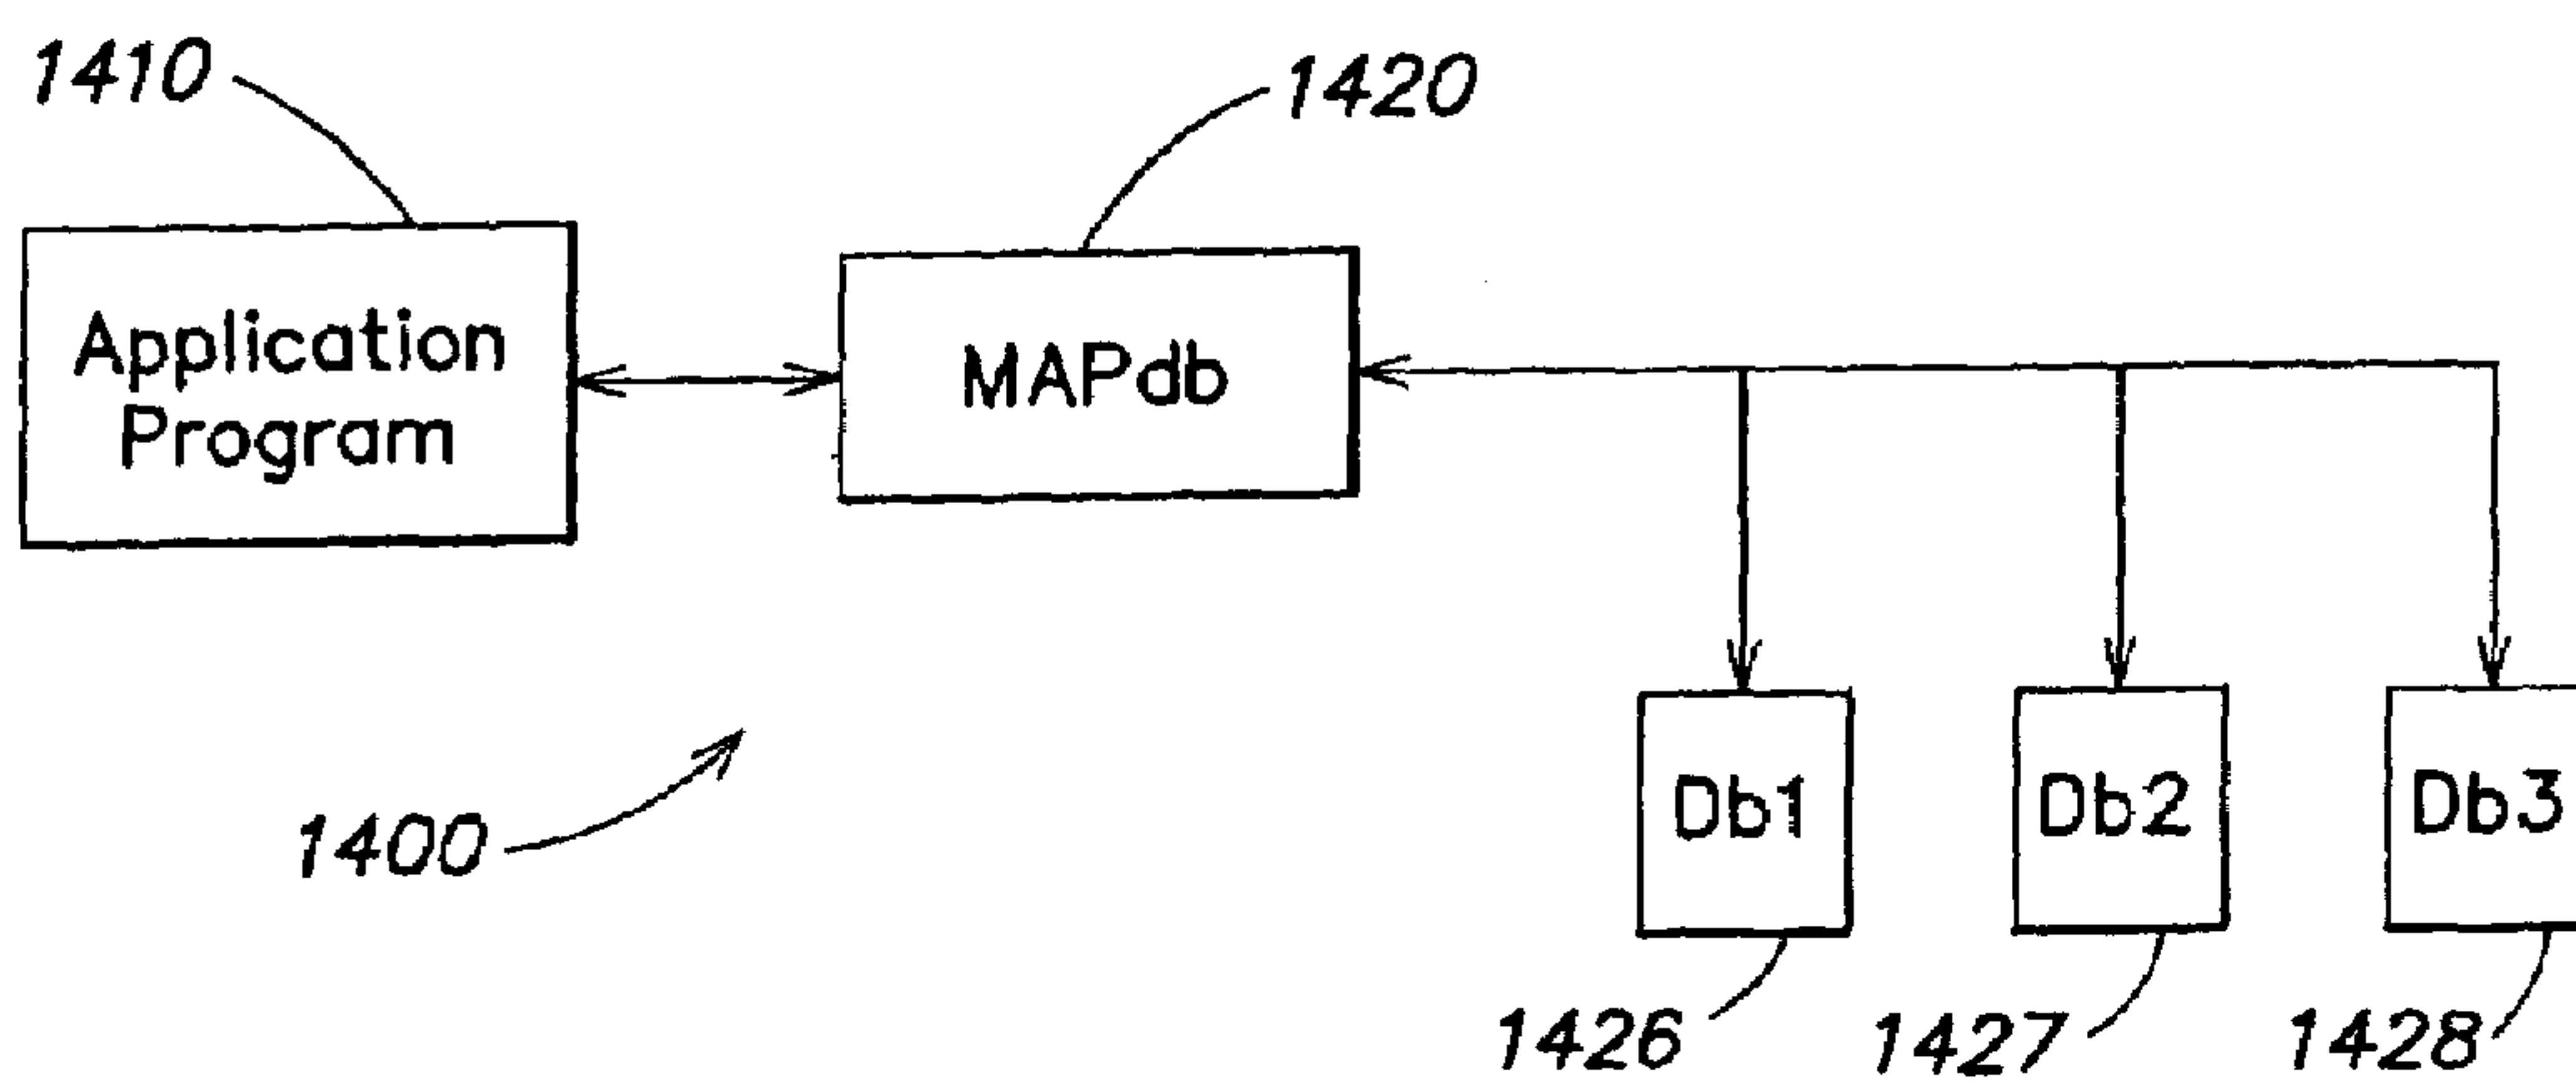 1410
1420
Application
Program
MAPdb
1400
Db1
Db2
Db3
1426
1427
1428